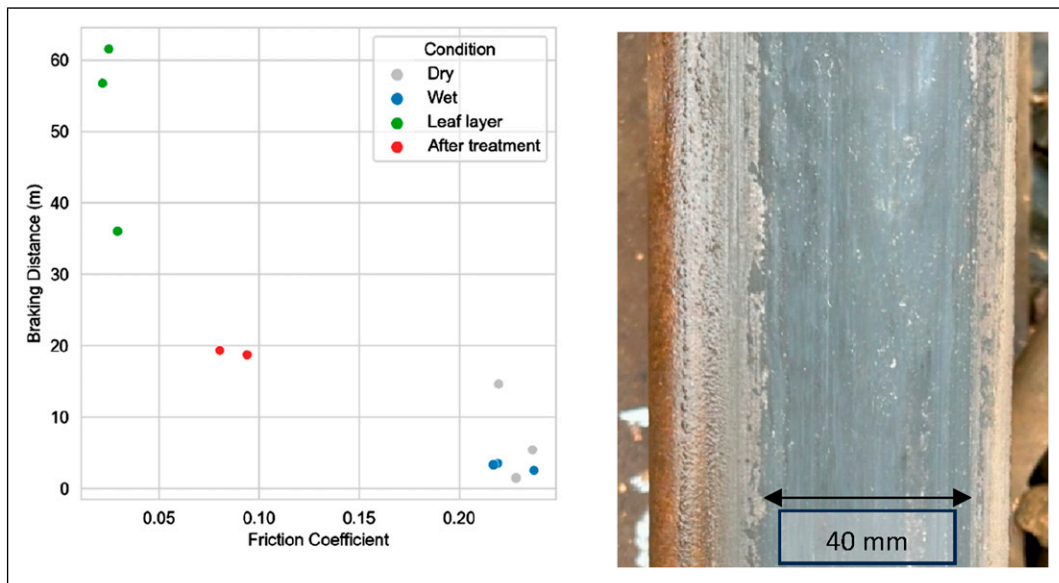 Condition
Dry
Wet
Leaf layer
After treatment
Braking Distance (m)
60
50
40
30
20
10
0
0.05 0.10 0.15 0.20
Friction Coefficient
40 mm